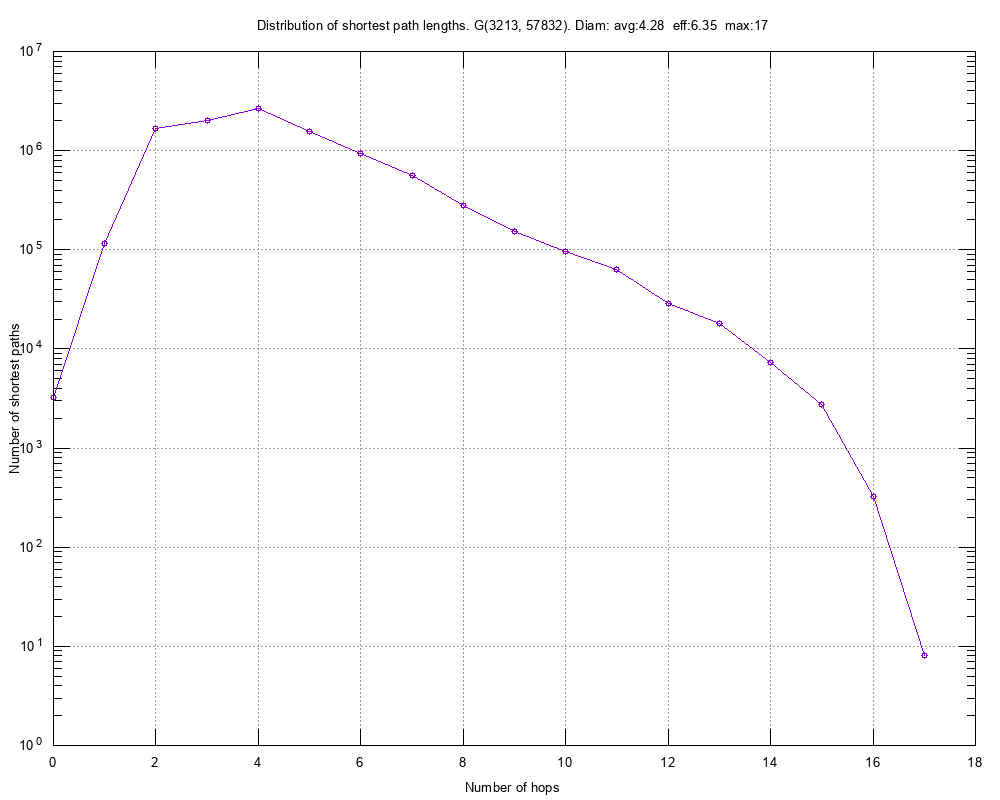 Distribution of shortest path lengths. G(3213, 57832). Diam: avg:4.28  eff:6.35  max:17
10^7
10^6
10^5
10^4
10^3
10^2
10^1
10^0
Number of shortest paths
0 2 4 6 8 10 12 14 16 18
Number of hops